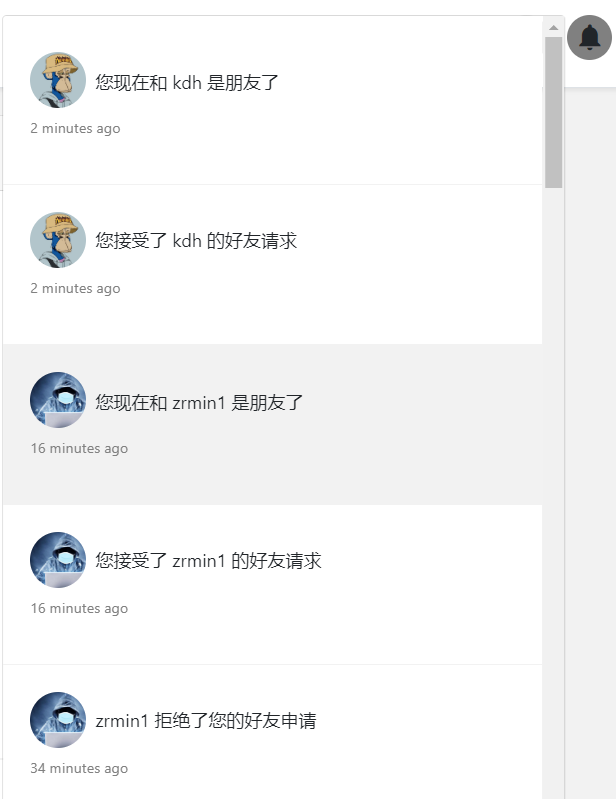 您现在和 kdh 是朋友了
2 minutes ago
您接受了 kdh 的好友请求
2 minutes ago
您现在和 zrmin1 是朋友了
16 minutes ago
您接受了 zrmin1 的好友请求
16 minutes ago
zrmin1 拒绝了您的好友申请
34 minutes ago